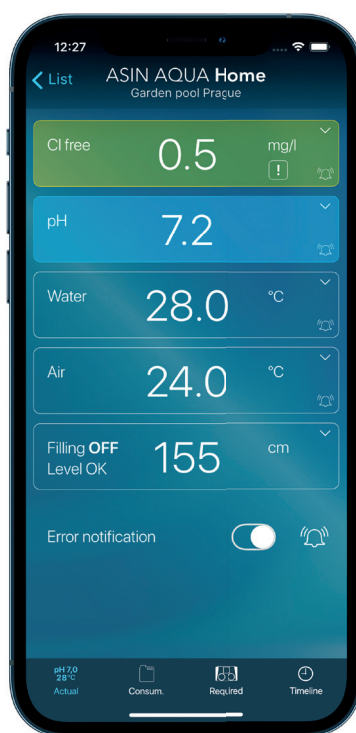 12:27
List
ASIN AQUA Home
Garden pool Prague
Cl free 0.5 mg/l
!
pH 7.2
Water 28.0 °C
Air 24.0 °C
Filling OFF
Level OK
155 cm
Error notification
pH 7,0
28°C
Actual
Consum.
Required
Timeline